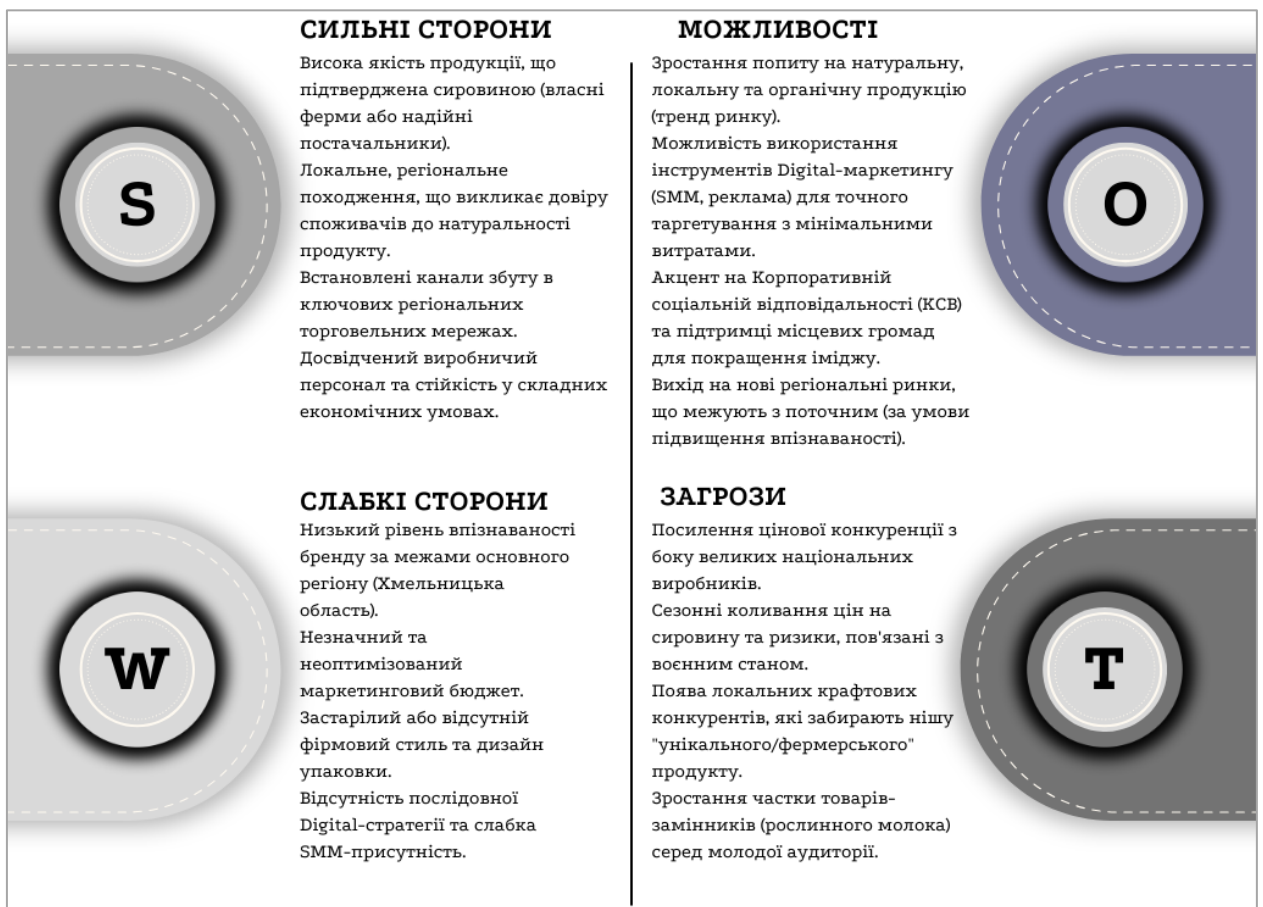 S
СИЛЬНІ СТОРОНИ
Висока якість продукції, що
підтверджена сировиною (власні
ферми або надійні
постачальники).
Локальне, регіональне
походження, що викликає довіру
споживачів до натуральності
продукту.
Встановлені канали збуту в
ключових регіональних
торговельних мережах.
Досвідчений виробничий
персонал та стійкість у складних
економічних умовах.
МОЖЛИВОСТІ
Зростання попиту на натуральну,
локальну та органічну продукцію
(тренд ринку).
Можливість використання
інструментів Digital-маркетингу
(SMM, реклама) для точного
таргетування з мінімальними
витратами.
Акцент на Корпоративній
соціальній відповідальності (КСВ)
та підтримці місцевих громад
для покращення іміджу.
Вихід на нові регіональні ринки,
що межують з поточним (за умови
підвищення впізнаваності).
O
W
СЛАБКІ СТОРОНИ
Низький рівень впізнаваності
бренду за межами основного
регіону (Хмельницька
область).
Незначний та
неоптимізований
маркетинговий бюджет.
Застарілий або відсутній
фірмовий стиль та дизайн
упаковки.
Відсутність послідовної
Digital-стратегії та слабка
SMM-присутність.
ЗАГРОЗИ
Посилення цінової конкуренції з
боку великих національних
виробників.
Сезонні коливання цін на
сировину та ризики, пов'язані з
воєнним станом.
Поява локальних крафтових
конкурентів, які забирають нішу
"унікального/фермерського"
продукту.
Зростання частки товарів-
замінників (рослинного молока)
серед молодої аудиторії.
T